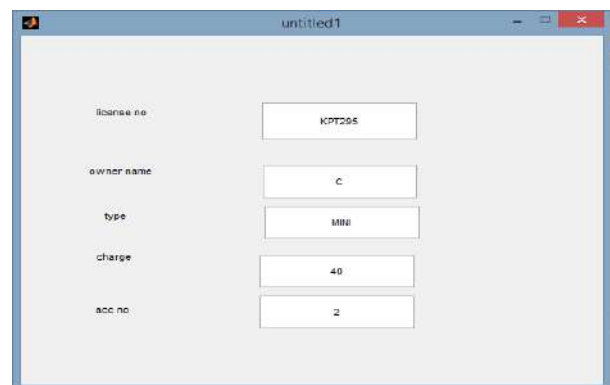 untitled1
license no KPT295
owner name C
type MINI
charge 40
acc no 2